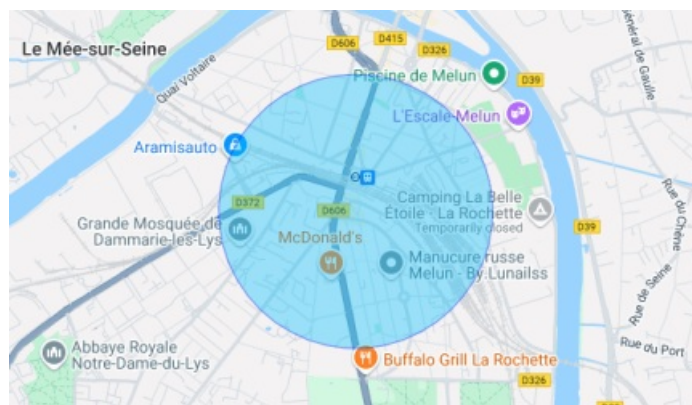 D606
D415
D326
Le Mée-sur-Seine
Général de Gaulle
Piscine de Melun
D39
Quai Voltaire
L'Escale-Melun
Aramisauto
D372
D606
Camping La Belle
Étoile - La Rochette
Temporarily closed
Rue du Chêne
Grande Mosquée de
Dammarie-les-Lys
D39
McDonald's
Manucure russe
Melun - By.Lunailss
Rue de Seine
Abbaye Royale
Notre-Dame-du-Lys
Buffalo Grill La Rochette
Rue du Port
D326